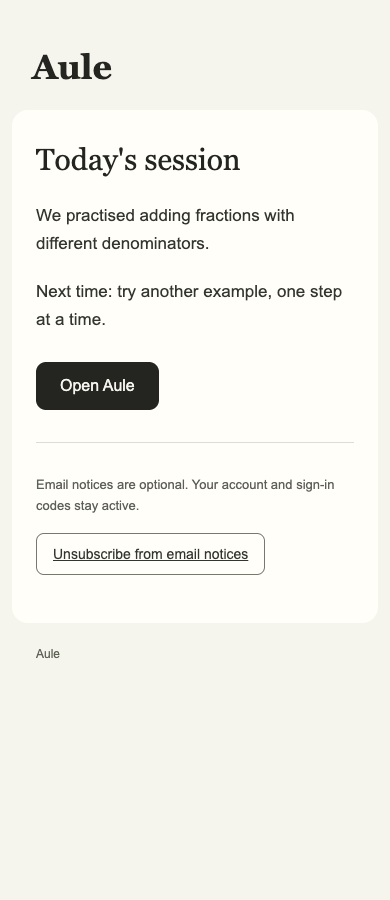 Aule
Today's session
We practised adding fractions with
different denominators.
Next time: try another example, one step
at a time.
Open Aule
Email notices are optional. Your account and sign-in
codes stay active.
Unsubscribe from email notices
Aule